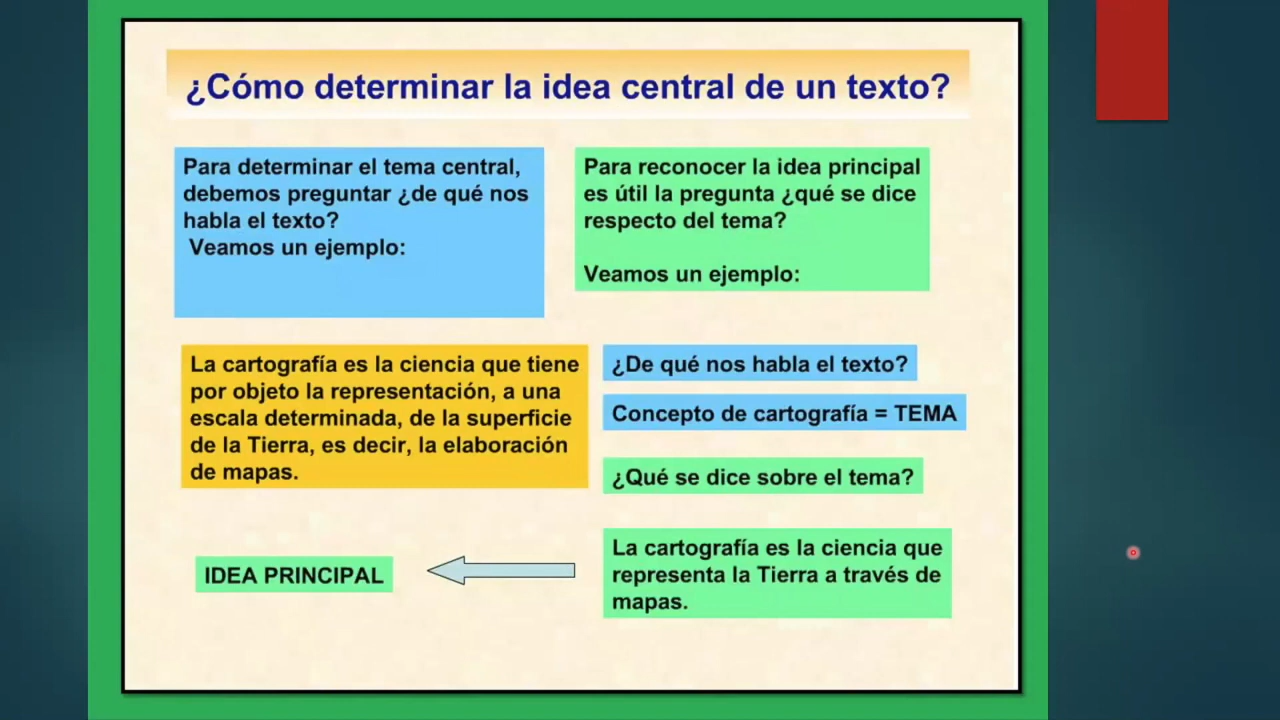 ¿Cómo determinar la idea central de un texto?
Para determinar el tema central,
debemos preguntar ¿de qué nos
habla el texto?
Veamos un ejemplo:
Para reconocer la idea principal
es útil la pregunta ¿qué se dice
respecto del tema?
Veamos un ejemplo:
La cartografía es la ciencia que tiene
por objeto la representación, a una
escala determinada, de la superficie
de la Tierra, es decir, la elaboración
de mapas.
¿De qué nos habla el texto?
Concepto de cartografía = TEMA
¿Qué se dice sobre el tema?
La cartografía es la ciencia que
representa la Tierra a través de
mapas.
IDEA PRINCIPAL